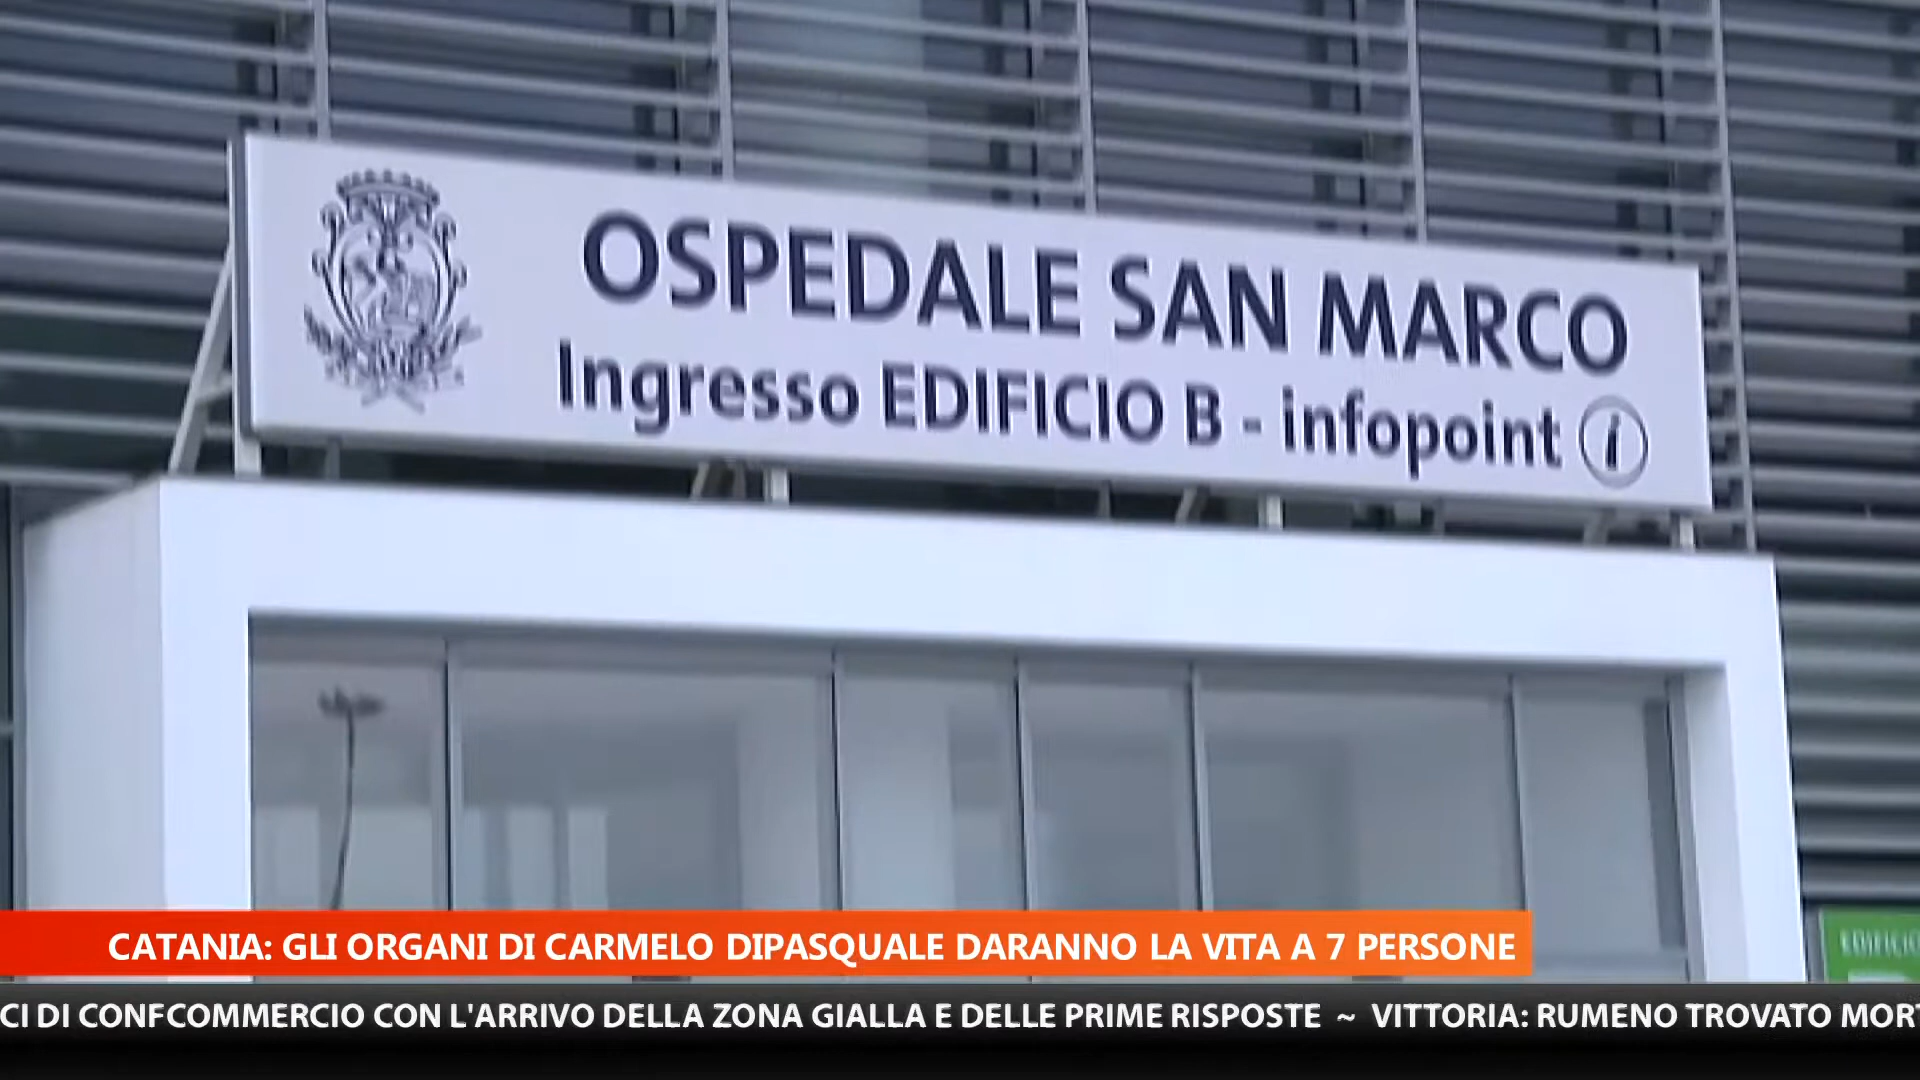 OSPEDALE SAN MARCO
Ingresso EDIFICIO B - infopoint i
EDIFICIO
CATANIA: GLI ORGANI DI CARMELO DIPASQUALE DARANNO LA VITA A 7 PERSONE
CI DI CONFCOMMERCIO CON L'ARRIVO DELLA ZONA GIALLA E DELLE PRIME RISPOSTE ~ VITTORIA: RUMENO TROVATO MORT